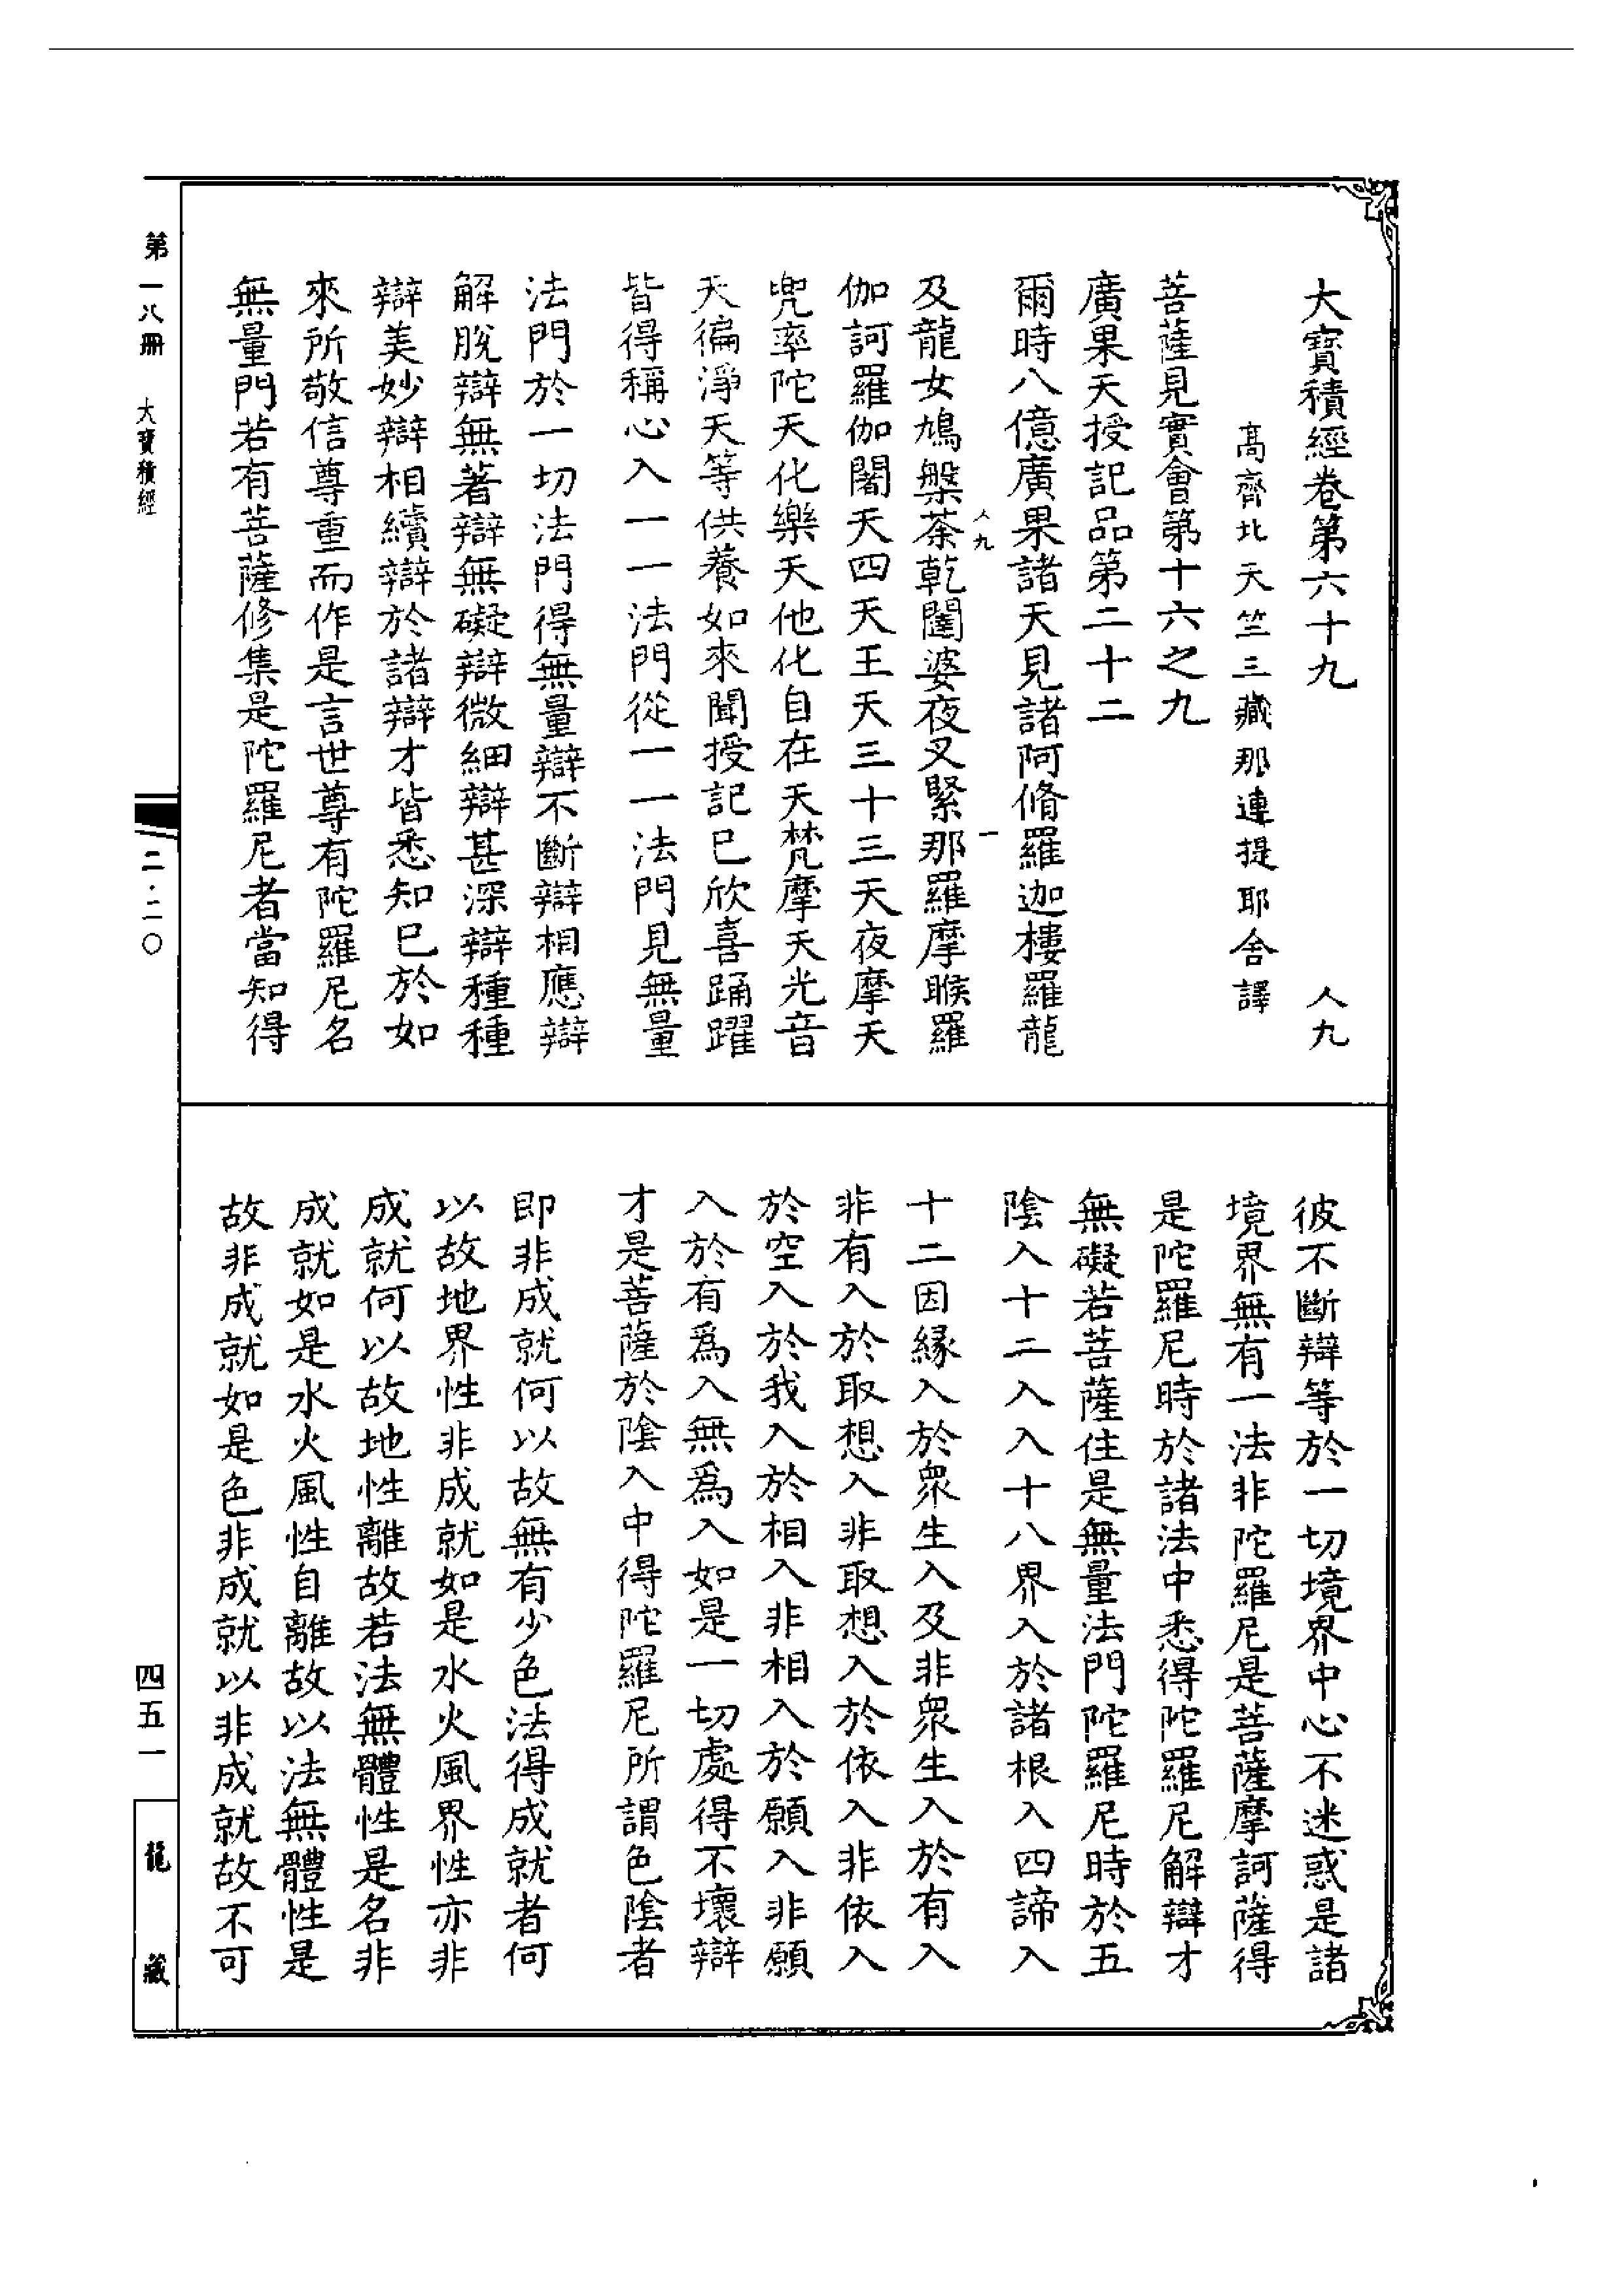 大寶積經卷第六十九 人九
高齊北天竺三藏那連提耶舍譯
菩薩見實會第十六之九
廣果天授記品第二十二
爾時八億廣果諸天見諸阿脩羅迦樓羅龍
人九 一
及龍女鳩槃茶乾闥婆夜叉緊那羅摩睺羅
伽訶羅伽闍天四天王天三十三天夜摩天
兜率陀天化樂天他化自在天梵摩天光音
天徧淨天等供養如來聞授記已欣喜踊躍
皆得稱心入一一法門從一一法門見無量
法門於一切法門得無量辯不斷辯相應辯
解脫辯無著辯無礙辯微細辯甚深辯種種
辯美妙辯相續辯於諸辯才皆悉知已於如
來所敬信尊重而作是言世尊有陀羅尼名
無量門若有菩薩修集是陀羅尼者當知得
彼不斷辯等於一切境界中心不迷惑是諸
境界無有一法非陀羅尼是菩薩摩訶薩得
是陀羅尼時於諸法中悉得陀羅尼解辯才
無礙若菩薩住是無量法門陀羅尼時於五
陰入十二入入十八界入於諸根入四諦入
十二因緣入於眾生入及非眾生入於有入
非有入於取想入非取想入於依入非依入
於空入於我入於相入非相入於願入非願
入於有為入無為入如是一切處得不壞辯
才是菩薩於陰入中得陀羅尼所謂色陰者
即非成就何以故無有少色法得成就者何
以故地界性非成就如是水火風界性亦非
成就何以故地性離故若法無體性是名非
成就如是水火風性自離故以法無體性是
故非成就如是色非成就以非成就故不可
第一八冊 大寶積經 二·二〇 四五一 龍藏